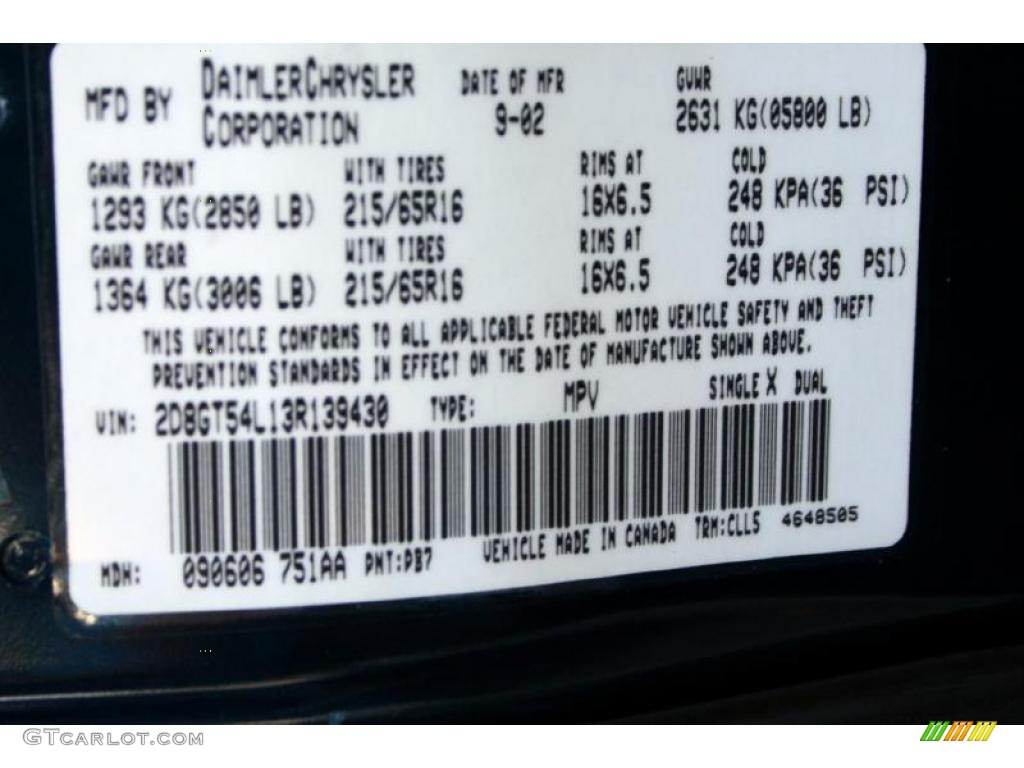 MFD BY DAIMLERCHRYSLER CORPORATION DATE OF MFR 9-02 GVWR 2631 KG(05800 LB)
GAWR FRONT WITH TIRES RIMS AT COLD
1293 KG(2850 LB) 215/65R16 16X6.5 248 KPA(36 PSI)
GAWR REAR WITH TIRES RIMS AT COLD
1364 KG(3006 LB) 215/65R16 16X6.5 248 KPA(36 PSI)
THIS VEHICLE CONFORMS TO ALL APPLICABLE FEDERAL MOTOR VEHICLE SAFETY AND THEFT
PREVENTION STANDARDS IN EFFECT ON THE DATE OF MANUFACTURE SHOWN ABOVE.
VIN: 2D8GT54L13R139430 TYPE: MPV SINGLE X DUAL
MDH: 090606 751AA PNT:PB7 VEHICLE MADE IN CANADA TRM:CLL5 4648505
GTCARLOT.COM